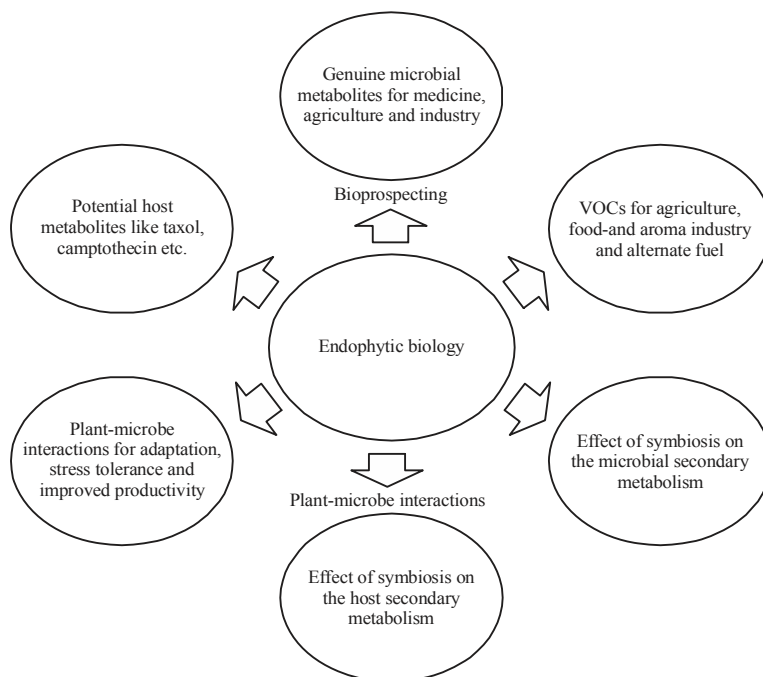 Genuine microbial
metabolites for medicine,
agriculture and industry
Bioprospecting
Potential host
metabolites like taxol,
camptothecin etc.
VOCs for agriculture,
food-and aroma industry
and alternate fuel
Endophytic biology
Plant-microbe
interactions for adaptation,
stress tolerance and
improved productivity
Effect of symbiosis on
the microbial secondary
metabolism
Plant-microbe interactions
Effect of symbiosis on
the host secondary
metabolism